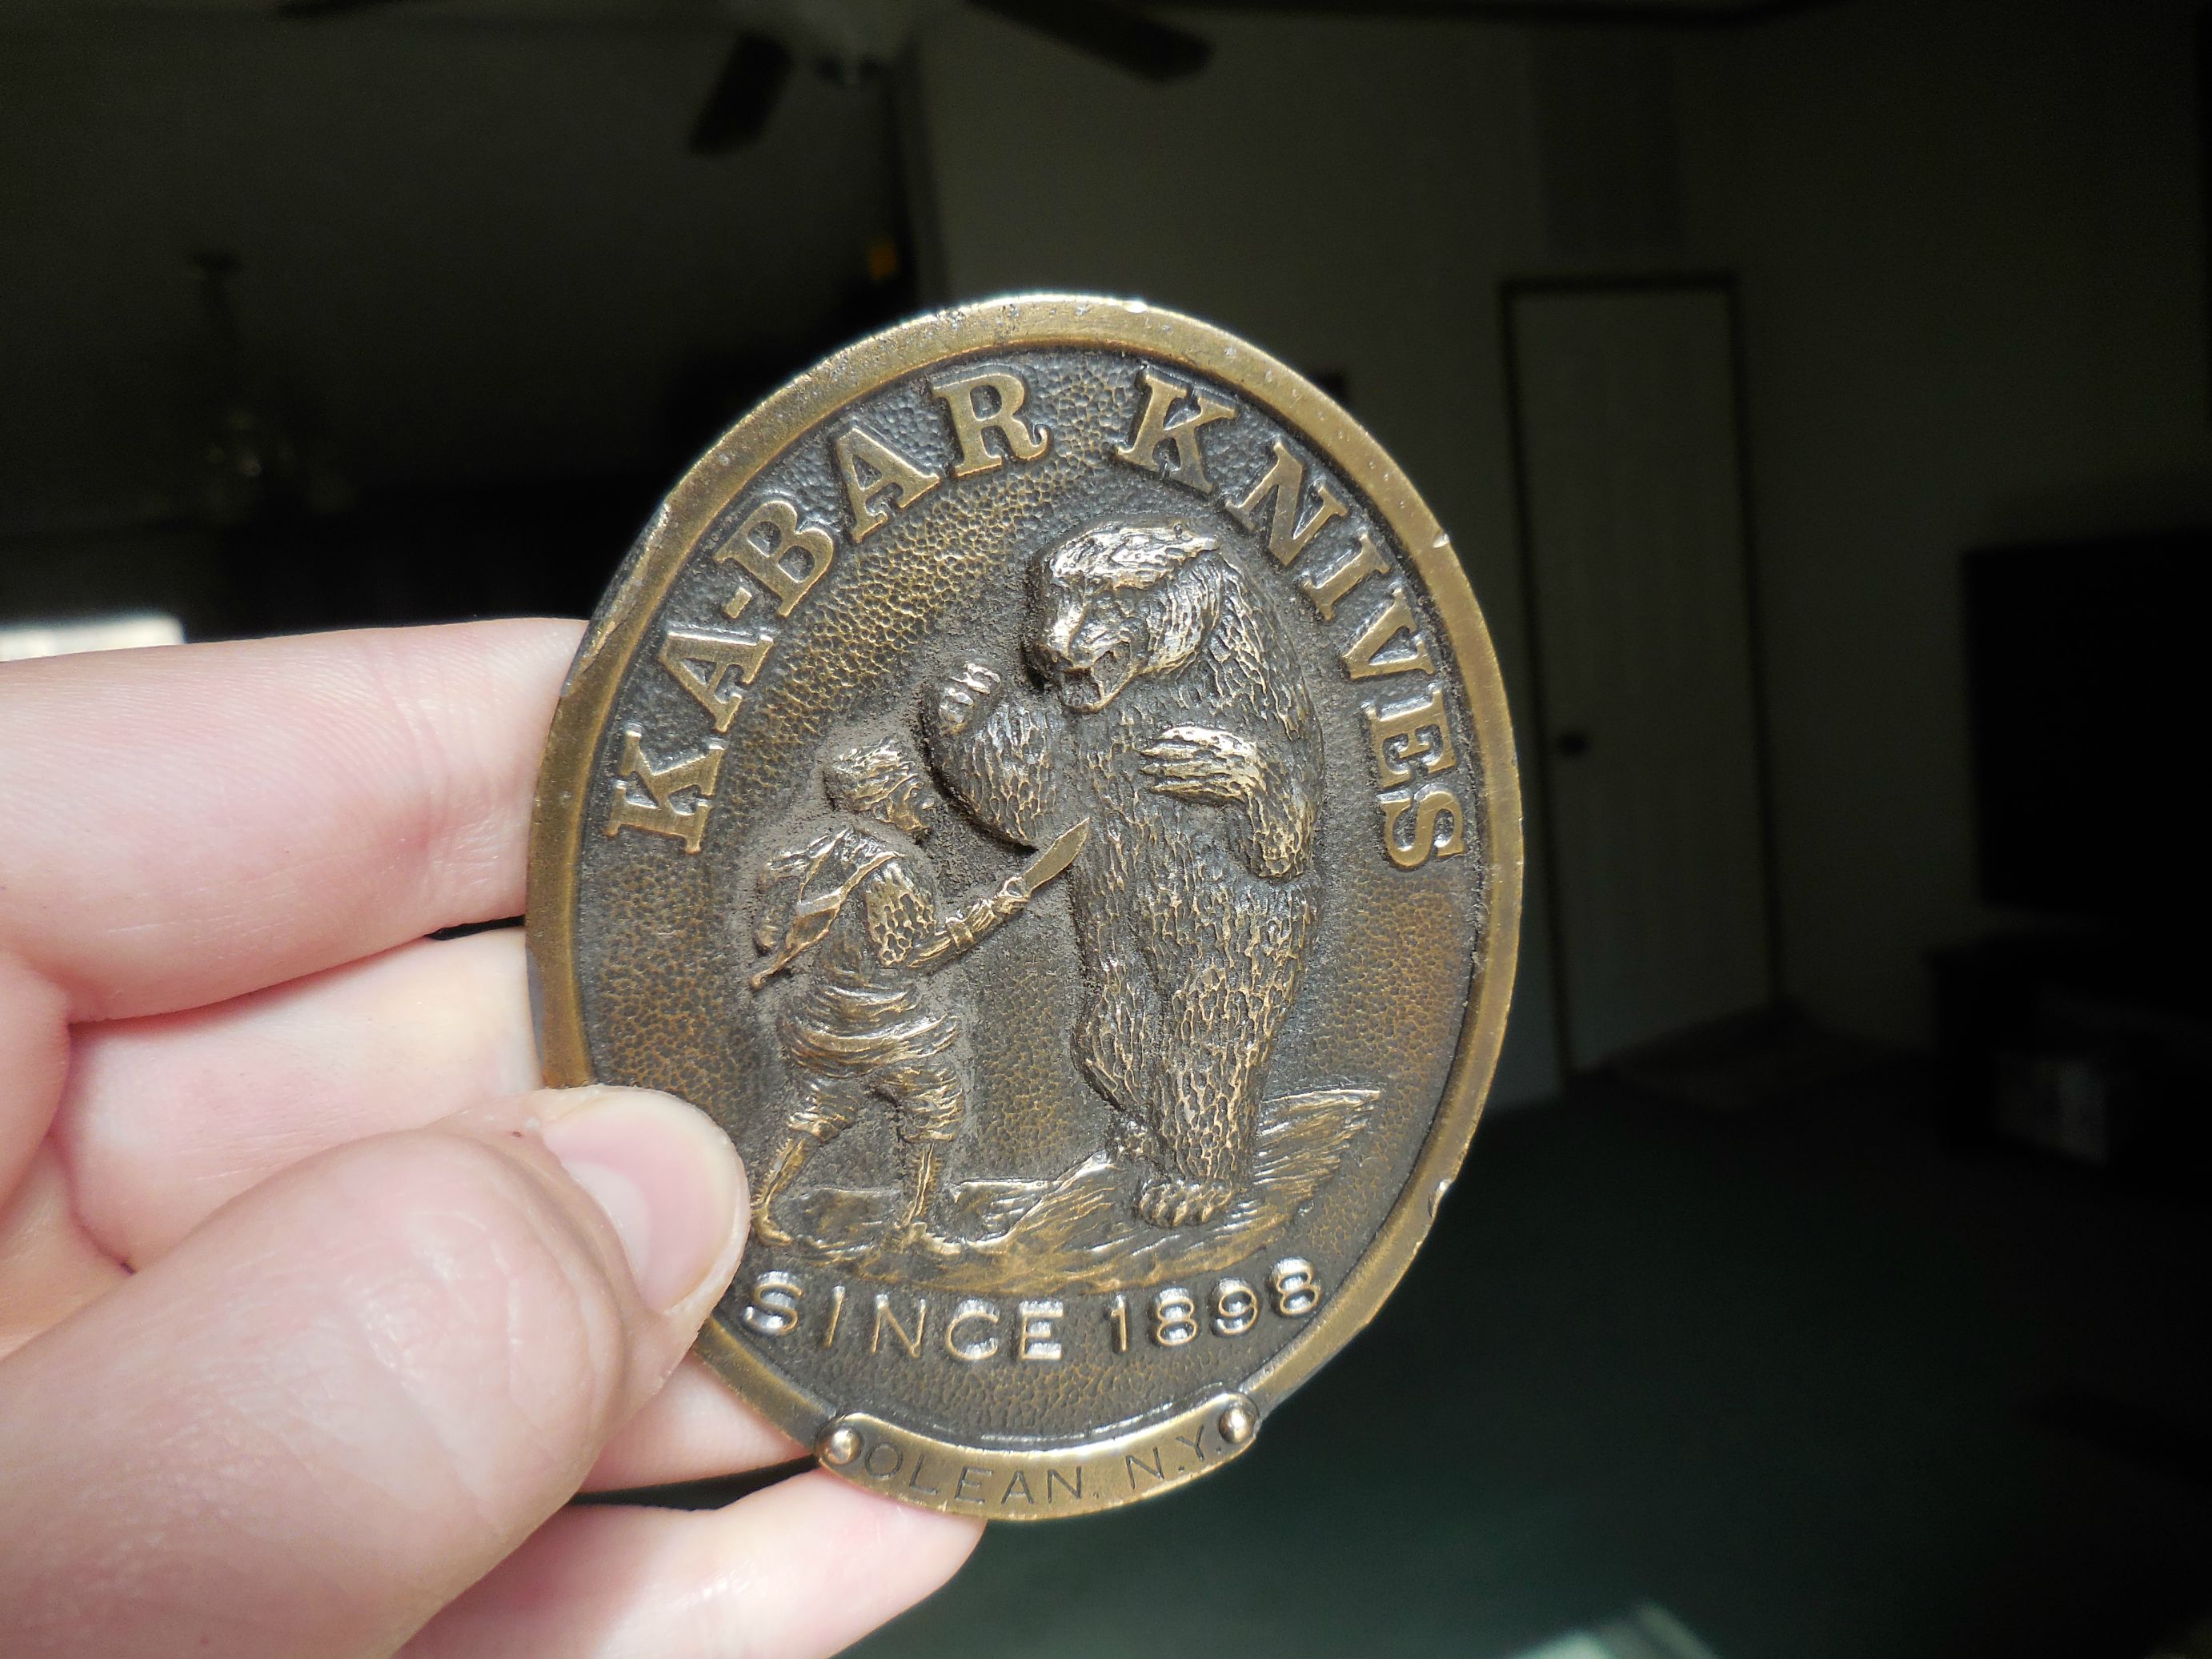 KA-BAR KNIVES
SINCE 1898
OLEAN, N.Y.